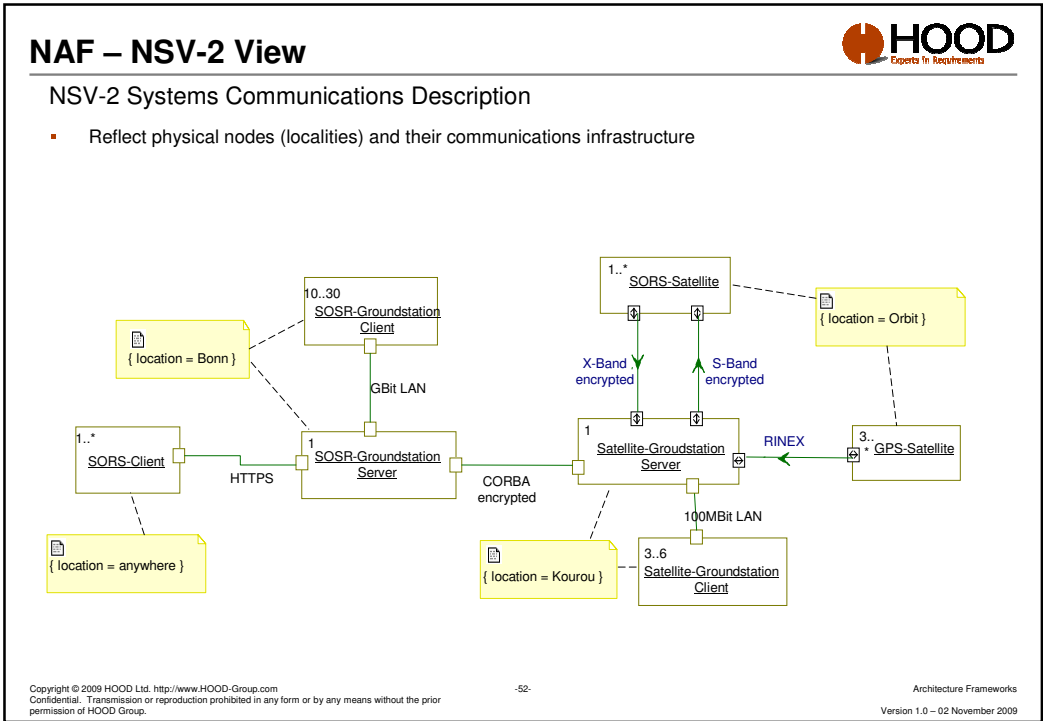 NAF – NSV-2 View
HOOD
Experts in Requirements
NSV-2 Systems Communications Description
▪ Reflect physical nodes (localities) and their communications infrastructure
10..30
SOSR-Groundstation
Client
{ location = Bonn }
GBit LAN
1..*
SORS-Satellite
{ location = Orbit }
X-Band
encrypted
S-Band
encrypted
1..*
SORS-Client
HTTPS
1
SOSR-Groundstation
Server
CORBA
encrypted
1
Satellite-Groudstation
Server
RINEX
3..
* GPS-Satellite
100MBit LAN
{ location = anywhere }
{ location = Kourou }
3..6
Satellite-Groundstation
Client
Copyright © 2009 HOOD Ltd. http://www.HOOD-Group.com
Confidential. Transmission or reproduction prohibited in any form or by any means without the prior
permission of HOOD Group.
-52-
Architecture Frameworks
Version 1.0 – 02 November 2009